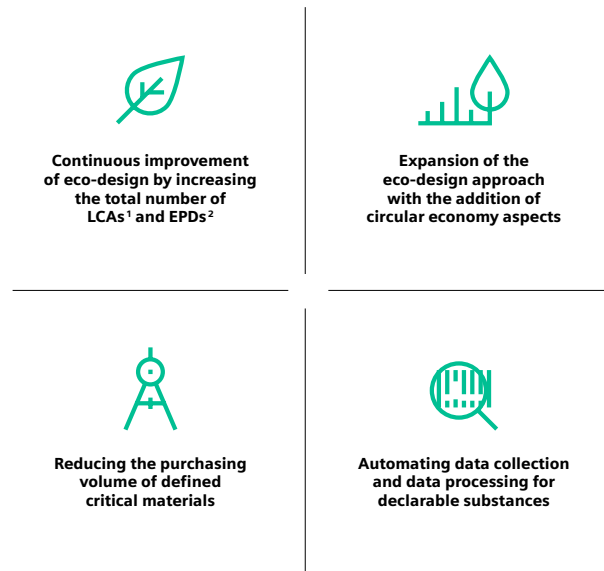 Continuous improvement
of eco-design by increasing
the total number of
LCAs¹ and EPDs²
Expansion of the
eco-design approach
with the addition of
circular economy aspects
Reducing the purchasing
volume of defined
critical materials
Automating data collection
and data processing for
declarable substances